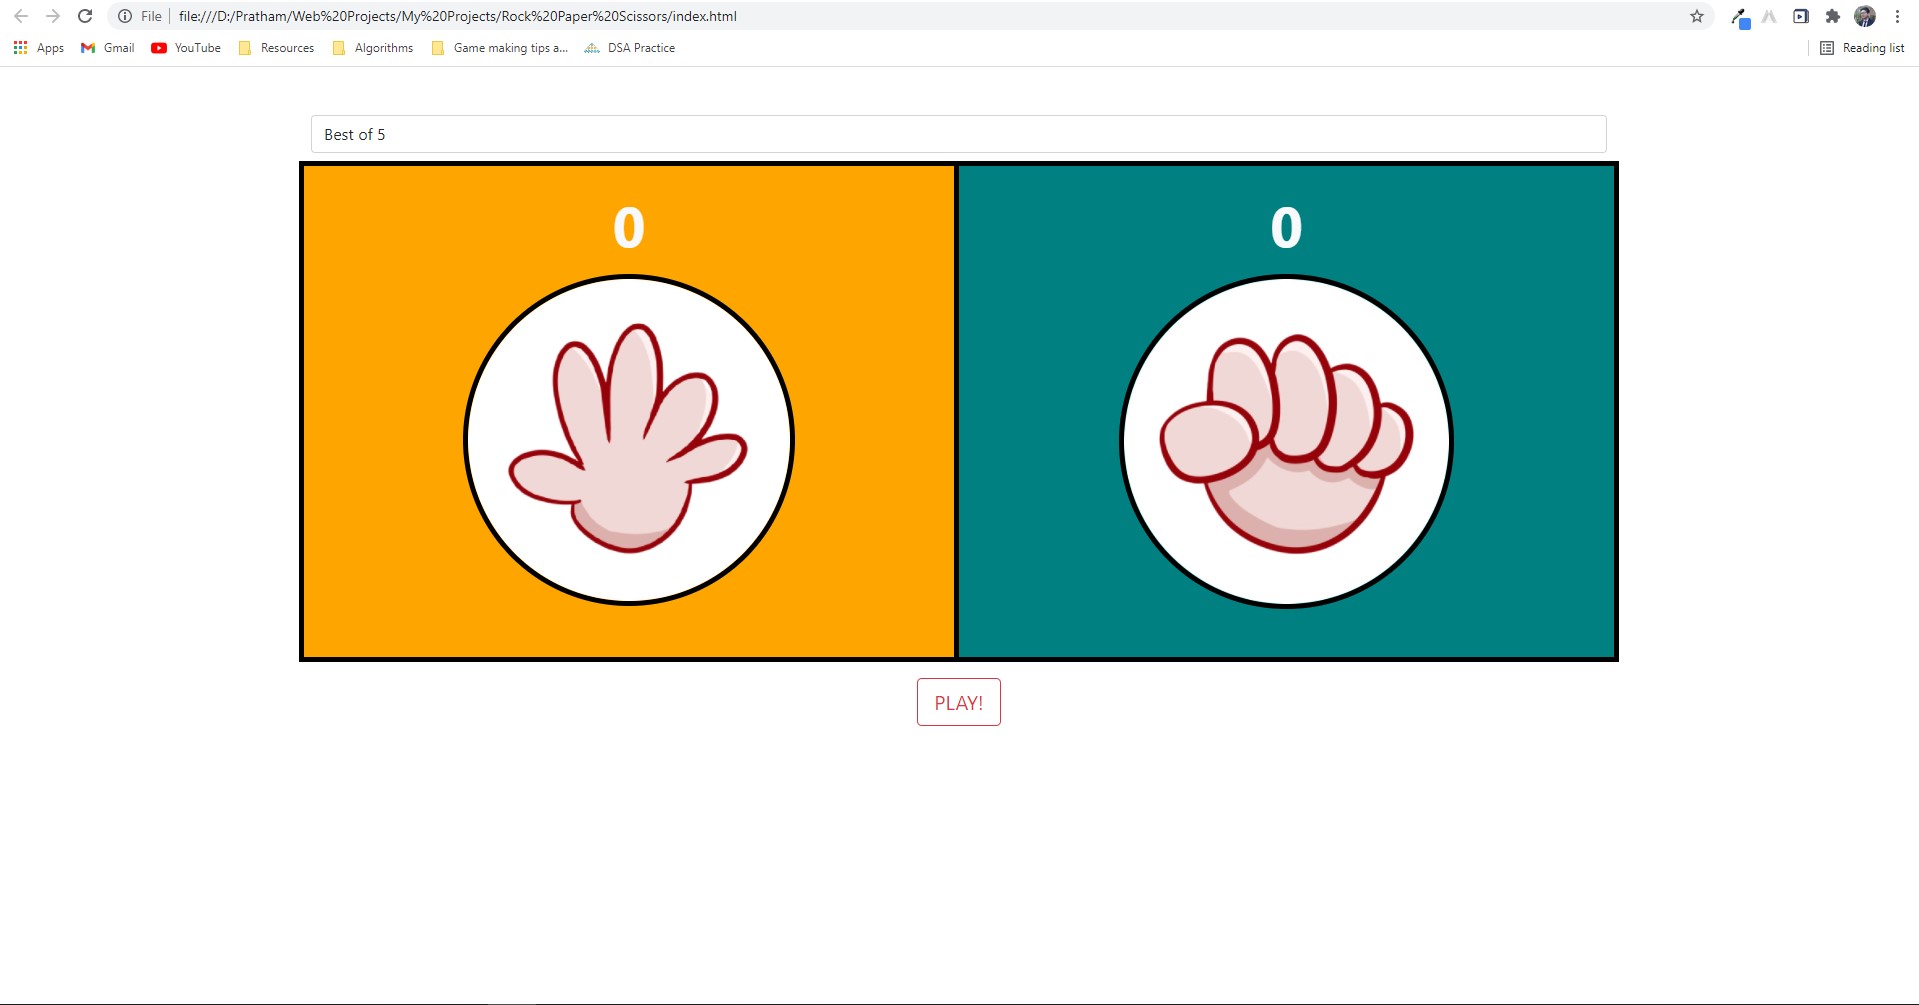 File file:///D:/Pratham/Web%20Projects/My%20Projects/Rock%20Paper%20Scissors/index.html
Apps Gmail YouTube Resources Algorithms Game making tips a... DSA Practice Reading list
Best of 5
0 0
PLAY!